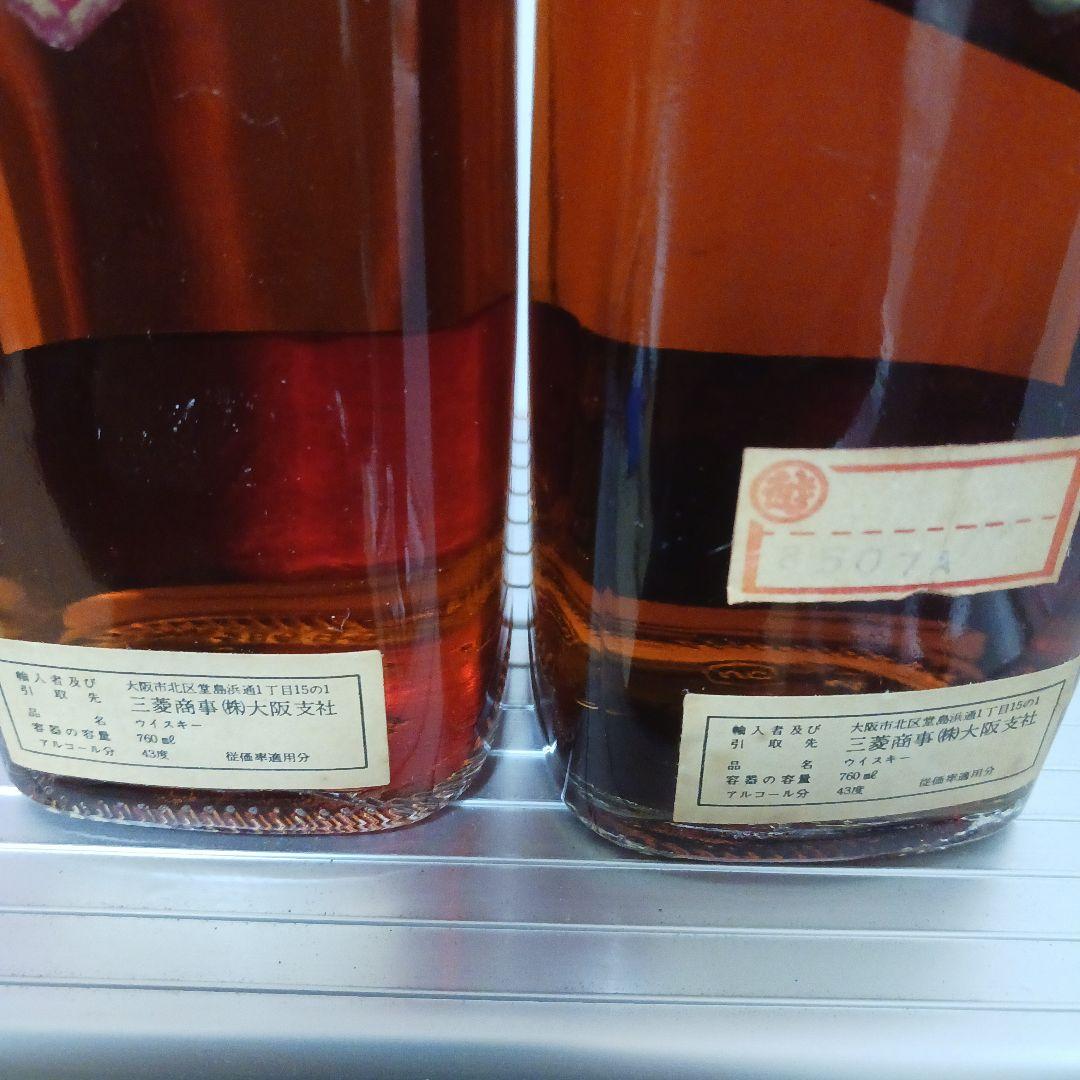 輸入者及び 大阪市北区堂島浜通1丁目15の1
引取先 三菱商事(株)大阪支社
品名 ウイスキー
容器の容量 760ml
アルコール分 43度 従価率適用分
507A
輸入者及び 大阪市北区堂島浜通1丁目15の1
引取先 三菱商事(株)大阪支社
品名 ウイスキー
容器の容量 760ml
アルコール分 43度 従価率適用分